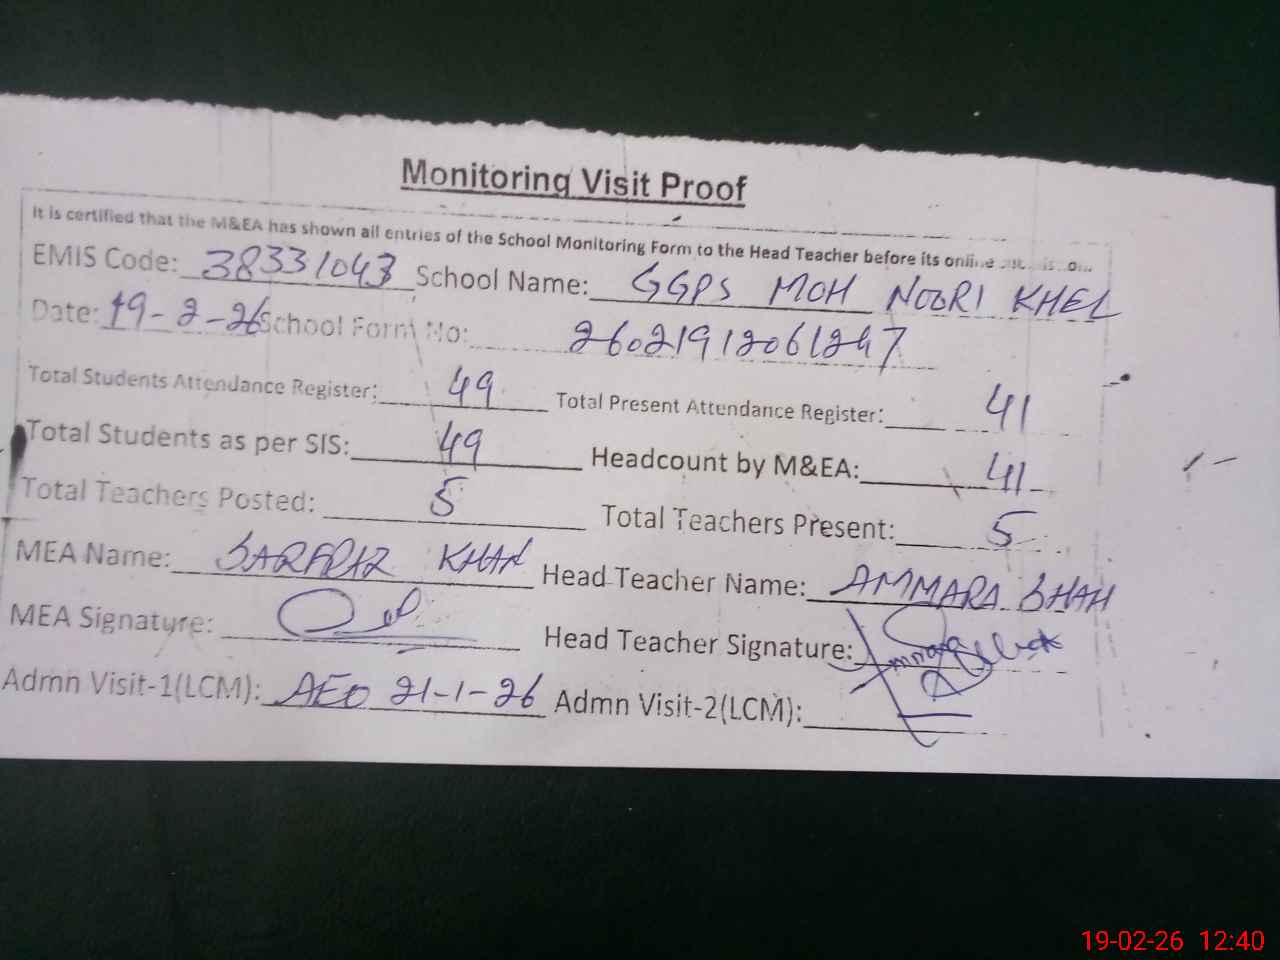 Monitoring Visit Proof
It is certified that the M&EA has shown all entries of the School Monitoring Form to the Head Teacher before its online
EMIS Code: 38331043 School Name: GGPS MOH NOORI KHEL
Date: 19-2-26 School Form No: 26021912061247
Total Students Attendance Register: 49 Total Present Attendance Register: 41
Total Students as per SIS: 49 Headcount by M&EA: 41
Total Teachers Posted: 5 Total Teachers Present: 5
MEA Name: SARFRAZ KHAN Head Teacher Name: AMMARA SHAH
MEA Signature: Head Teacher Signature:
Admn Visit-1(LCM): AEO 21-1-26 Admn Visit-2(LCM):
19-02-26 12:40